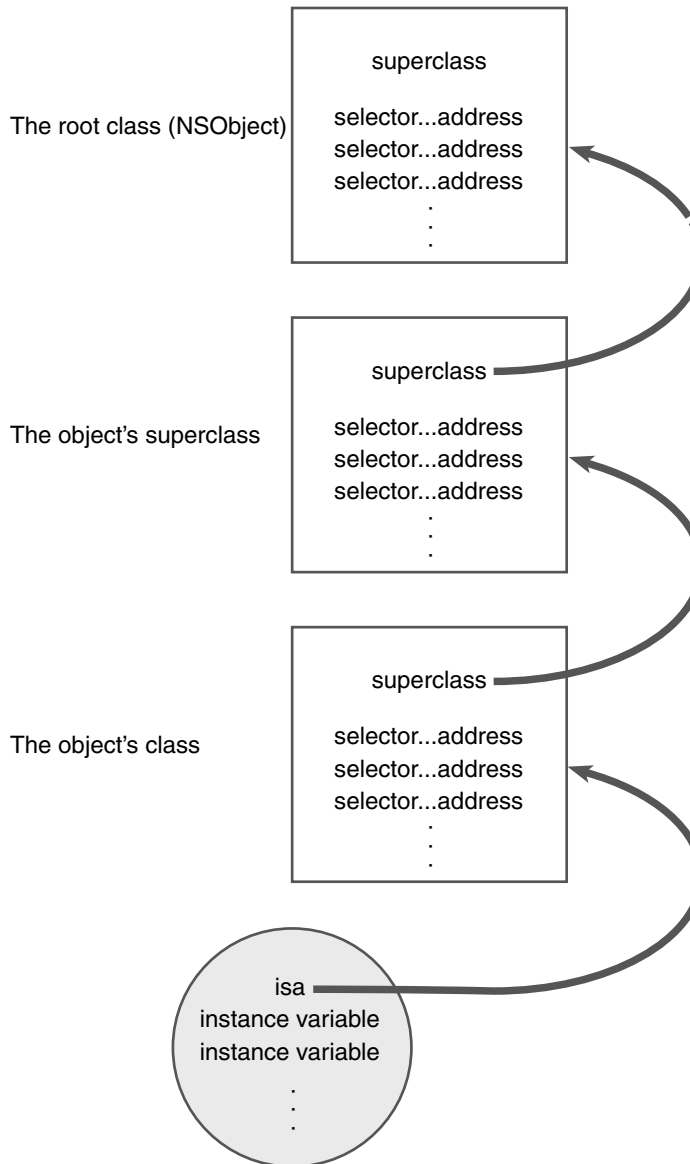 superclass
The root class (NSObject)
selector...address
selector...address
selector...address
.
.
.
superclass
The object’s superclass
selector...address
selector...address
selector...address
.
.
.
superclass
The object’s class
selector...address
selector...address
selector...address
.
.
.
isa
instance variable
instance variable
.
.
.